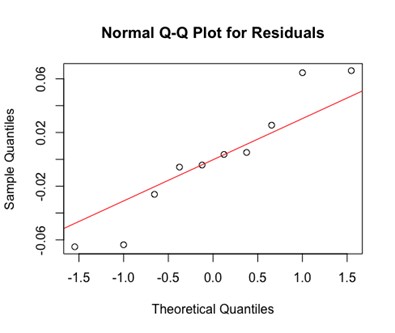 Normal Q-Q Plot for Residuals
Sample Quantiles
0.06
0.02
-0.02
-0.06
-1.5 -1.0 -0.5 0.0 0.5 1.0 1.5
Theoretical Quantiles